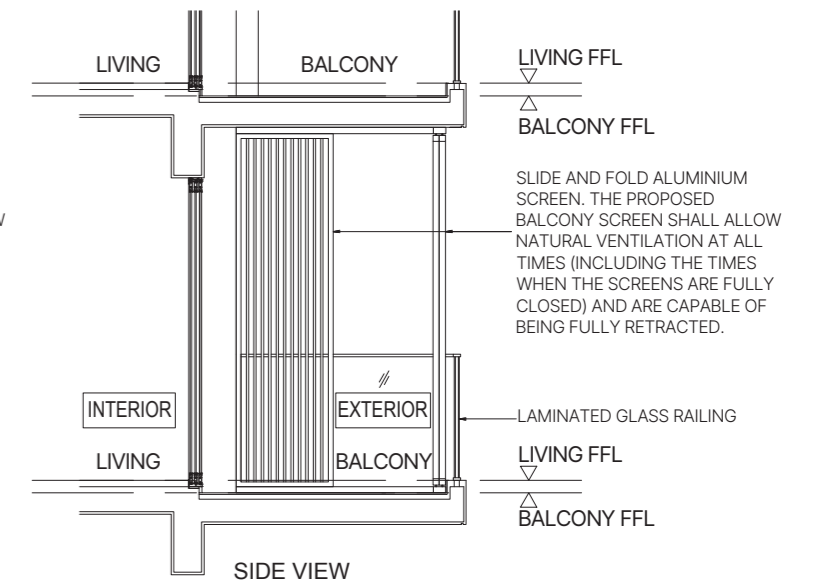 LIVING
BALCONY
LIVING FFL
BALCONY FFL
SLIDE AND FOLD ALUMINIUM
SCREEN. THE PROPOSED
BALCONY SCREEN SHALL ALLOW
NATURAL VENTILATION AT ALL
TIMES (INCLUDING THE TIMES
WHEN THE SCREENS ARE FULLY
CLOSED) AND ARE CAPABLE OF
BEING FULLY RETRACTED.
INTERIOR
EXTERIOR
LAMINATED GLASS RAILING
LIVING
BALCONY
LIVING FFL
BALCONY FFL
SIDE VIEW